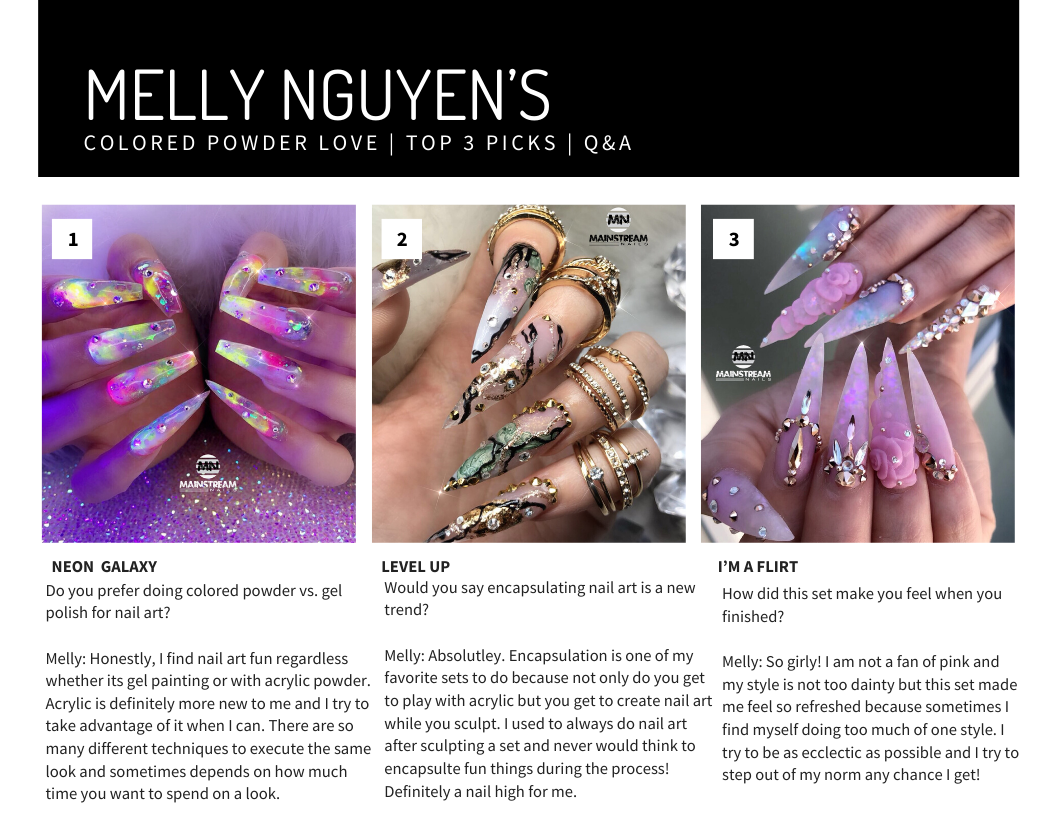 MELLY NGUYEN'S
COLORED POWDER LOVE | TOP 3 PICKS | Q&A
1
MN
MAINSTREAM
NAILS
NEON  GALAXY
Do you prefer doing colored powder vs. gel
polish for nail art?
Melly: Honestly, I find nail art fun regardless
whether its gel painting or with acrylic powder.
Acrylic is definitely more new to me and I try to
take advantage of it when I can. There are so
many different techniques to execute the same
look and sometimes depends on how much
time you want to spend on a look.
2
MN
MAINSTREAM
NAILS
LEVEL UP
Would you say encapsulating nail art is a new
trend?
Melly: Absolutley. Encapsulation is one of my
favorite sets to do because not only do you get
to play with acrylic but you get to create nail art
while you sculpt. I used to always do nail art
after sculpting a set and never would think to
encapsulte fun things during the process!
Definitely a nail high for me.
3
MN
MAINSTREAM
NAILS
I'M A FLIRT
How did this set make you feel when you
finished?
Melly: So girly! I am not a fan of pink and
my style is not too dainty but this set made
me feel so refreshed because sometimes I
find myself doing too much of one style. I
try to be as ecclectic as possible and I try to
step out of my norm any chance I get!